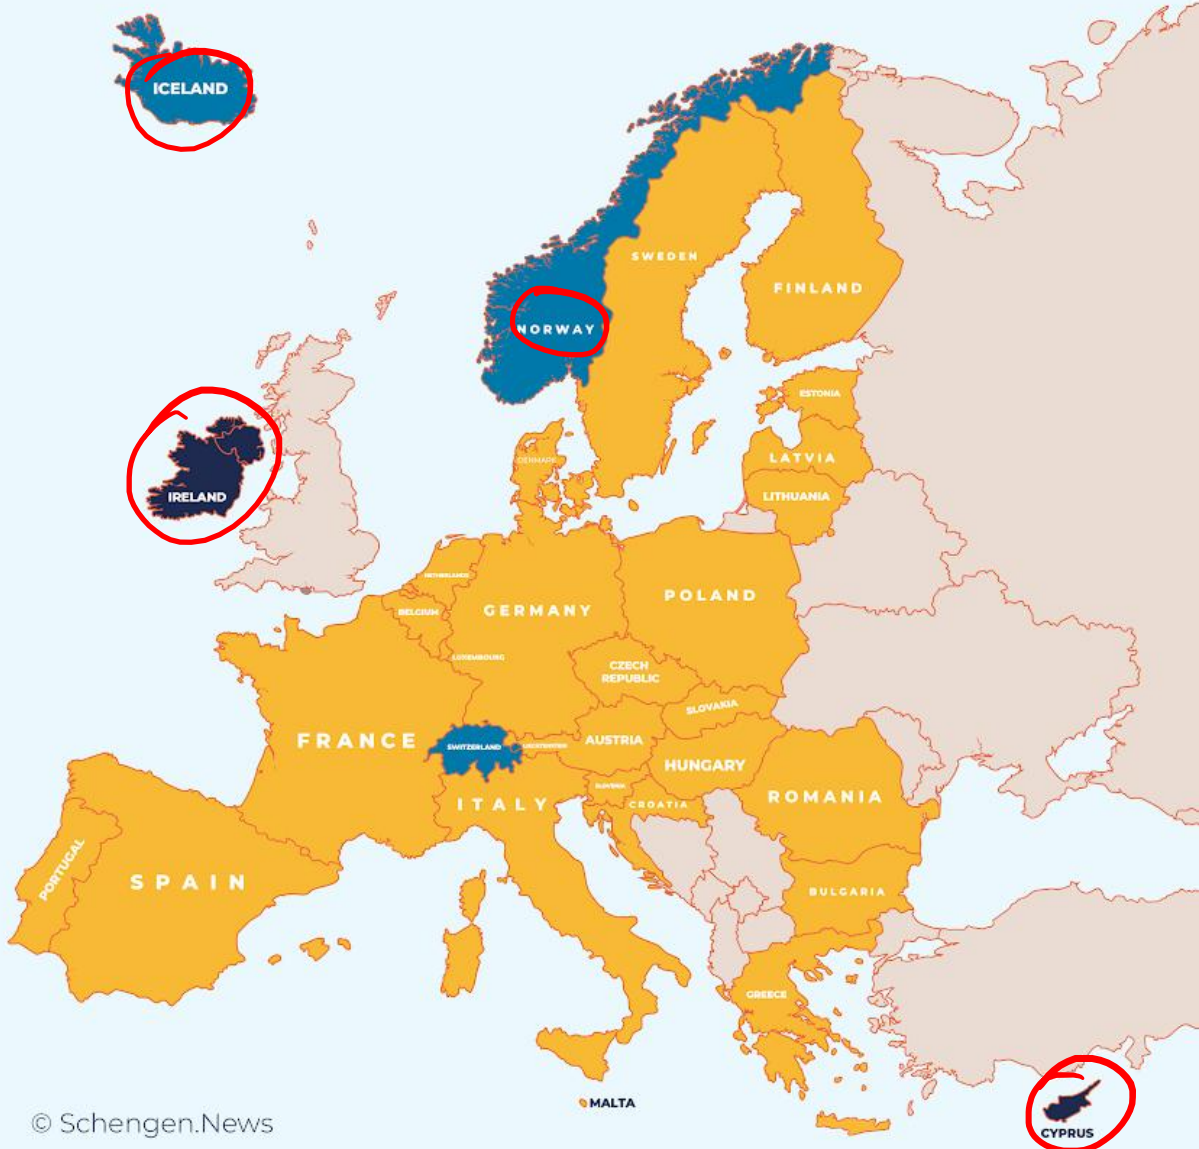 ICELAND
SWEDEN
FINLAND
NORWAY
ESTONIA
LATVIA
DENMARK
LITHUANIA
IRELAND
NETHERLANDS
POLAND
BELGIUM
GERMANY
LUXEMBOURG
CZECH
REPUBLIC
SLOVAKIA
FRANCE
SWITZERLAND
LIECHTENSTEIN
AUSTRIA
HUNGARY
SLOVENIA
ITALY
CROATIA
ROMANIA
PORTUGAL
SPAIN
BULGARIA
GREECE
MALTA
© Schengen.News
CYPRUS